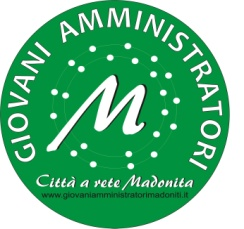 GIOVANI AMMINISTRATORI
M
Città a rete Madonita
www.giovaniamministratorimadoniti.it